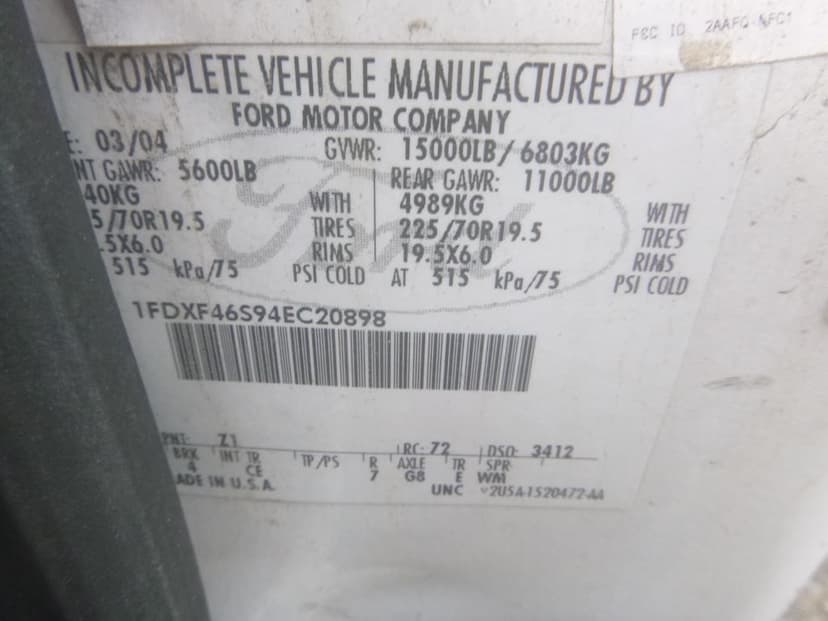 FSC ID 2AAFQ NFC1
INCOMPLETE VEHICLE MANUFACTURED BY
FORD MOTOR COMPANY
E: 03/04 GVWR: 15000LB/ 6803KG
NT GAWR: 5600LB REAR GAWR: 11000LB
40KG WITH 4989KG WITH
5/70R19.5 TIRES 225/70R19.5 TIRES
.5X6.0 RIMS 19.5X6.0 RIMS
515 kPa/75 PSI COLD AT 515 kPa/75 PSI COLD
Ford
1FDXF46S94EC20898
PNT: Z1 RC: 72 DSO: 3412
BRK INT TR TP/PS R AXLE TR SPR
4 CE 7 G8 E WM
ADE IN U.S.A. UNC 2U5A-1520472-AA